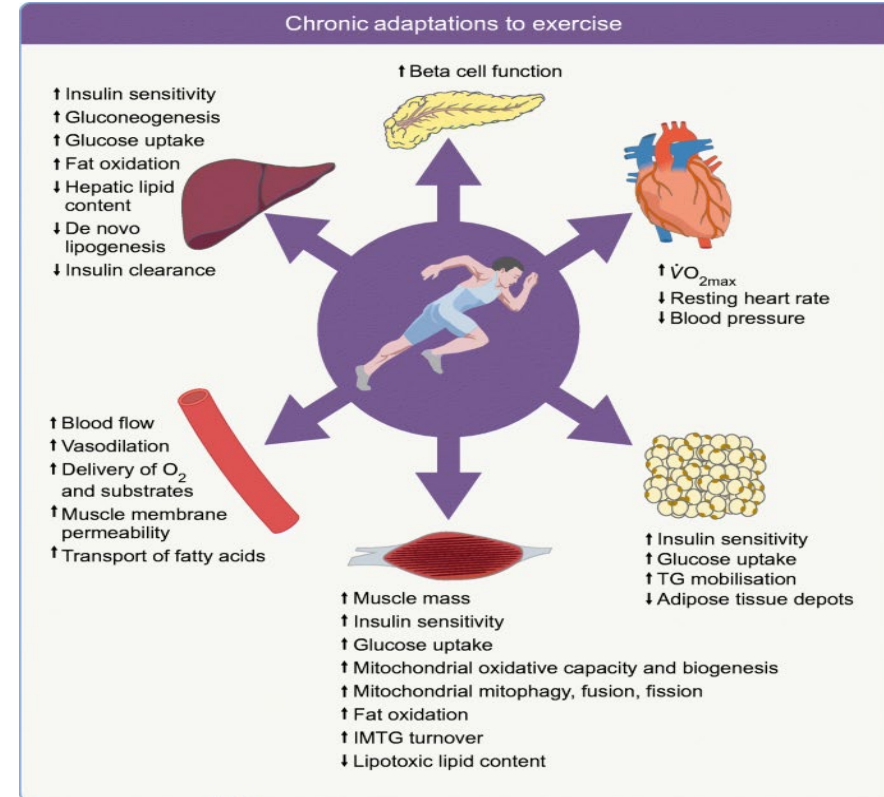 Chronic adaptations to exercise
↑ Insulin sensitivity
↑ Gluconeogenesis
↑ Glucose uptake
↑ Fat oxidation
↓ Hepatic lipid
content
↓ De novo
lipogenesis
↓ Insulin clearance
↑ Beta cell function
↑ V̇O₂max
↓ Resting heart rate
↓ Blood pressure
↑ Blood flow
↑ Vasodilation
↑ Delivery of O₂
and substrates
↑ Muscle membrane
permeability
↑ Transport of fatty acids
↑ Insulin sensitivity
↑ Glucose uptake
↑ TG mobilisation
↓ Adipose tissue depots
↑ Muscle mass
↑ Insulin sensitivity
↑ Glucose uptake
↑ Mitochondrial oxidative capacity and biogenesis
↑ Mitochondrial mitophagy, fusion, fission
↑ Fat oxidation
↑ IMTG turnover
↓ Lipotoxic lipid content